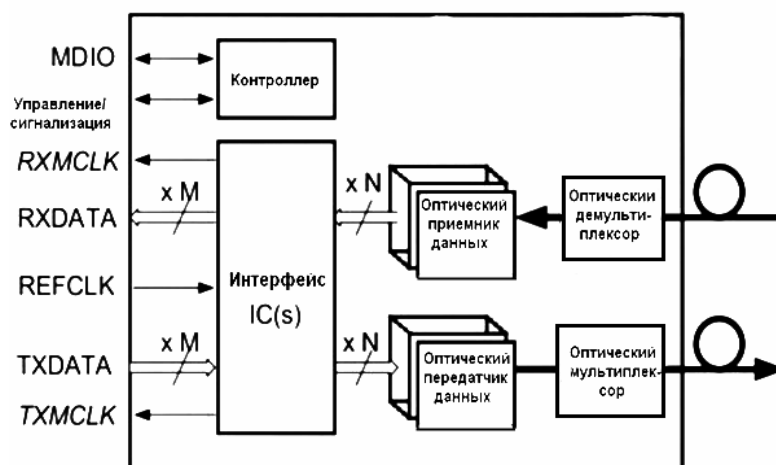 MDIO
Контроллер
Управление/
сигнализация
RXMCLK
x M
x N
RXDATA
Оптический
приемник
данных
Оптический
демульти-
плексор
REFCLK
Интерфейс
IC(s)
x M
x N
TXDATA
Оптический
передатчик
данных
Оптический
мультиплек-
сор
TXMCLK